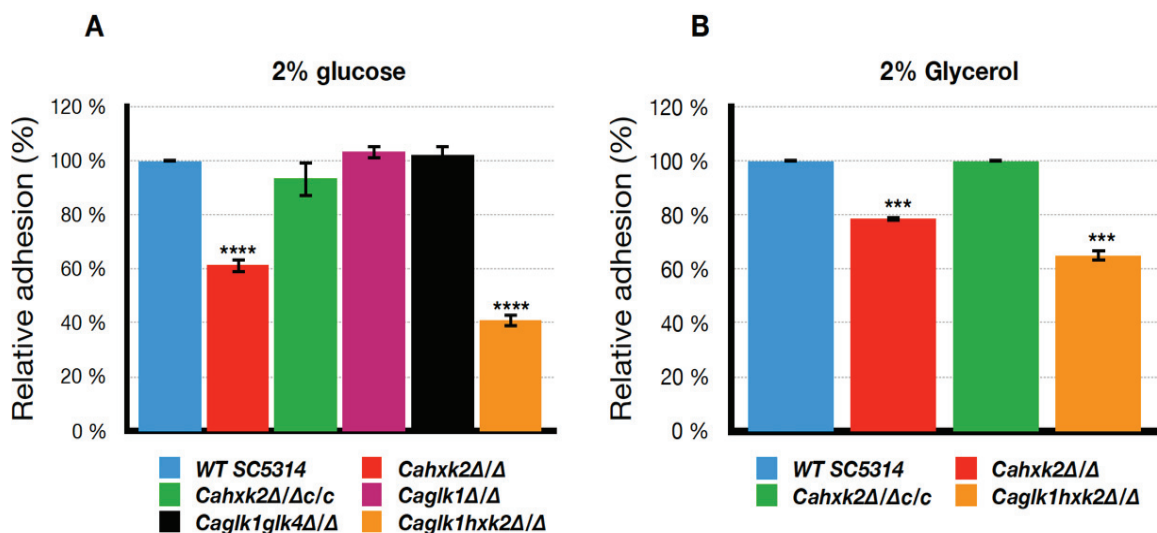 A
2% glucose
Relative adhesion (%)
120 %
100 %
80 %
60 %
40 %
20 %
0 %
****
****
WT SC5314
Cahxk2Δ/Δ
Cahxk2Δ/Δc/c
Caglk1Δ/Δ
Caglk1glk4Δ/Δ
Caglk1hxk2Δ/Δ
B
2% Glycerol
Relative adhesion (%)
120 %
100 %
80 %
60 %
40 %
20 %
0 %
***
***
WT SC5314
Cahxk2Δ/Δ
Cahxk2Δ/Δc/c
Caglk1hxk2Δ/Δ